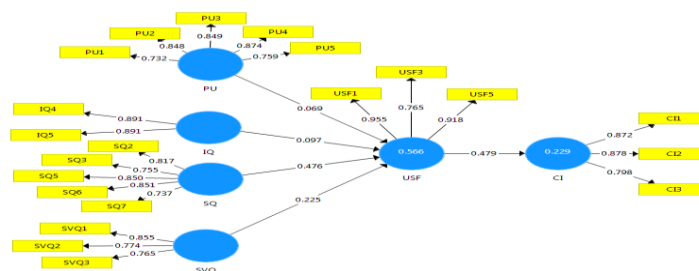 PU3
PU2
PU4
PU1
PU5
0.848
0.849
0.874
0.732
0.759
PU
USF3
USF1
USF5
0.069
0.955
0.765
0.918
IQ4
IQ5
0.891
0.891
IQ
0.097
SQ2
SQ3
SQ5
SQ6
SQ7
0.817
0.755
0.850
0.851
0.737
SQ
0.476
0.566
USF
0.479
0.229
CI
CI1
CI2
CI3
0.872
0.878
0.798
0.225
SVQ1
SVQ2
SVQ3
0.855
0.774
0.765
SVQ